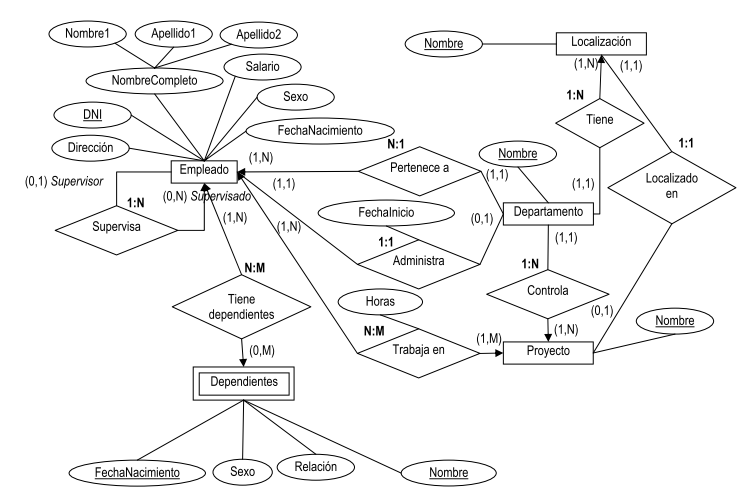 Nombre1
Apellido1
Apellido2
Nombre
Localización
NombreCompleto
Salario
(1,N)
(1,1)
Sexo
1:N
DNI
FechaNacimiento
Tiene
Dirección
N:1
1:1
(1,N)
Nombre
Empleado
Pertenece a
(1,1)
Localizado
en
(0,1) Supervisor
(1,1)
(1,1)
(0,N) Supervisado
1:N
(1,N)
FechaInicio
(0,1)
Departamento
Supervisa
(1,N)
1:1
(1,1)
Administra
N:M
1:N
Tiene
dependientes
Horas
Controla
(0,1)
N:M
(1,M)
(1,N)
Nombre
(0,M)
Trabaja en
Proyecto
Dependientes
FechaNacimiento
Sexo
Relación
Nombre